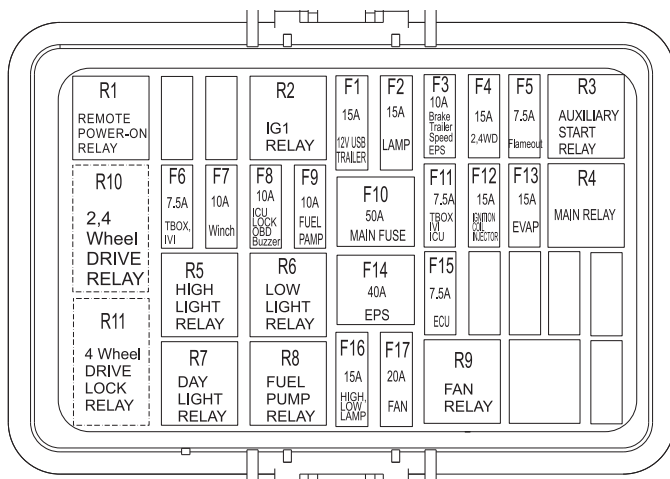 R1
REMOTE
POWER-ON
RELAY
R2
IG1
RELAY
F1
15A
12V USB
TRAILER
F2
15A
LAMP
F3
10A
Brake
Trailer
Speed
EPS
F4
15A
2,4WD
F5
7.5A
Flameout
R3
AUXILIARY
START
RELAY
R10
2,4
Wheel
DRIVE
RELAY
F6
7.5A
TBOX,
IVI
F7
10A
Winch
F8
10A
ICU
LOCK
OBD
Buzzer
F9
10A
FUEL
PAMP
F10
50A
MAIN FUSE
F11
7.5A
TBOX
IVI
ICU
F12
15A
IGNITION
COIL
INJECTOR
F13
15A
EVAP
R4
MAIN RELAY
R5
HIGH
LIGHT
RELAY
R6
LOW
LIGHT
RELAY
F14
40A
EPS
F15
7.5A
ECU
R11
4 Wheel
DRIVE
LOCK
RELAY
R7
DAY
LIGHT
RELAY
R8
FUEL
PUMP
RELAY
F16
15A
HIGH,
LOW
LAMP
F17
20A
FAN
R9
FAN
RELAY